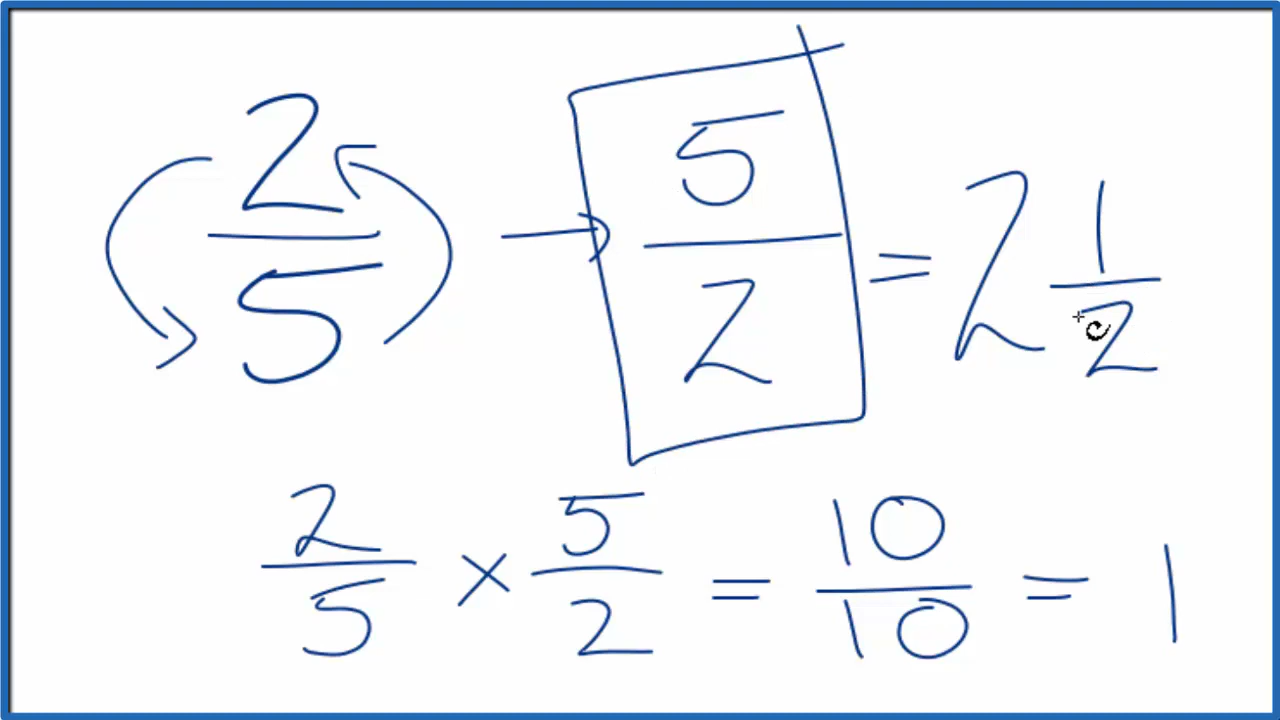 2/5 → 5/2 = 2 1/2
2/5 × 5/2 = 10/10 = 1